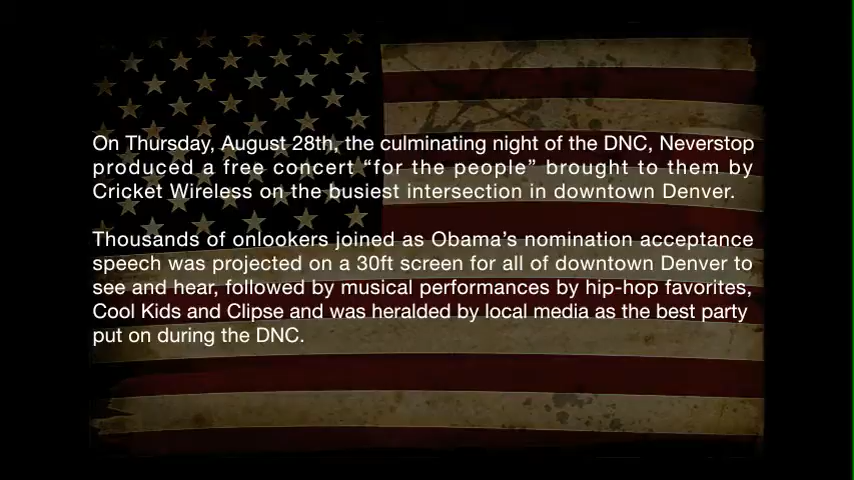 On Thursday, August 28th, the culminating night of the DNC, Neverstop
produced a free concert “for the people” brought to them by
Cricket Wireless on the busiest intersection in downtown Denver.
Thousands of onlookers joined as Obama’s nomination acceptance
speech was projected on a 30ft screen for all of downtown Denver to
see and hear, followed by musical performances by hip-hop favorites,
Cool Kids and Clipse and was heralded by local media as the best party
put on during the DNC.